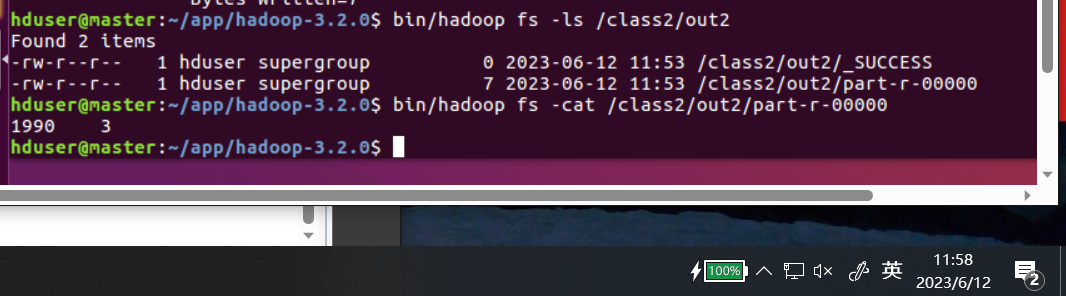 Bytes Written=7
hduser@master:~/app/hadoop-3.2.0$ bin/hadoop fs -ls /class2/out2
Found 2 items
-rw-r--r--   1 hduser supergroup          0 2023-06-12 11:53 /class2/out2/_SUCCESS
-rw-r--r--   1 hduser supergroup          7 2023-06-12 11:53 /class2/out2/part-r-00000
hduser@master:~/app/hadoop-3.2.0$ bin/hadoop fs -cat /class2/out2/part-r-00000
1990    3
hduser@master:~/app/hadoop-3.2.0$
100% 英 11:58
2023/6/12 2